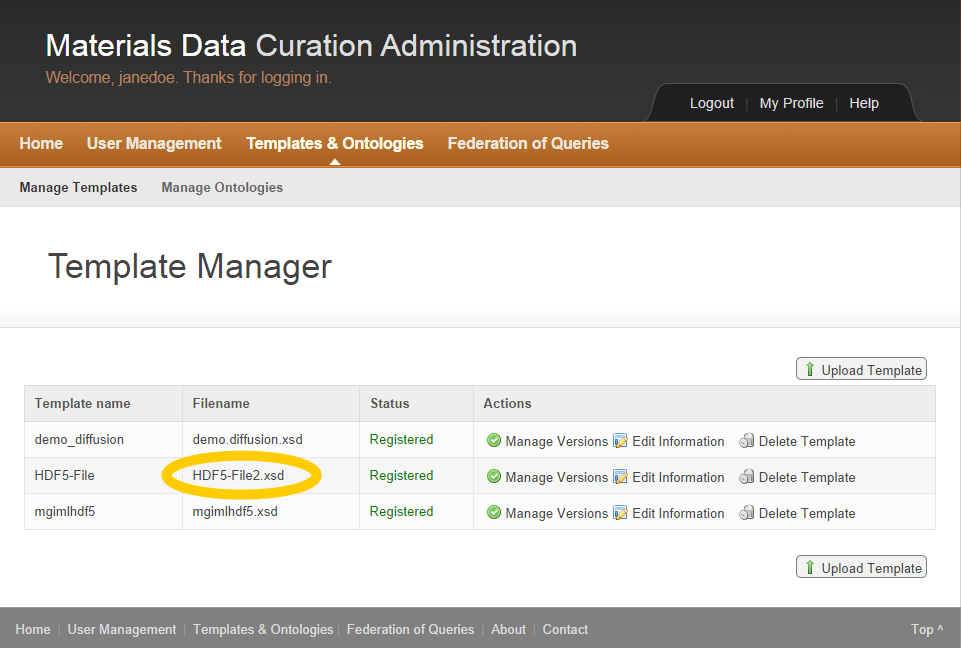 Materials Data Curation Administration
Welcome, janedoe. Thanks for logging in.
Logout | My Profile | Help
Home User Management Templates & Ontologies Federation of Queries
Manage Templates Manage Ontologies
Template Manager
Upload Template
Template name Filename Status Actions
demo_diffusion demo.diffusion.xsd Registered Manage Versions Edit Information Delete Template
HDF5-File HDF5-File2.xsd Registered Manage Versions Edit Information Delete Template
mgimlhdf5 mgimlhdf5.xsd Registered Manage Versions Edit Information Delete Template
Upload Template
Home | User Management | Templates & Ontologies | Federation of Queries | About | Contact Top ^